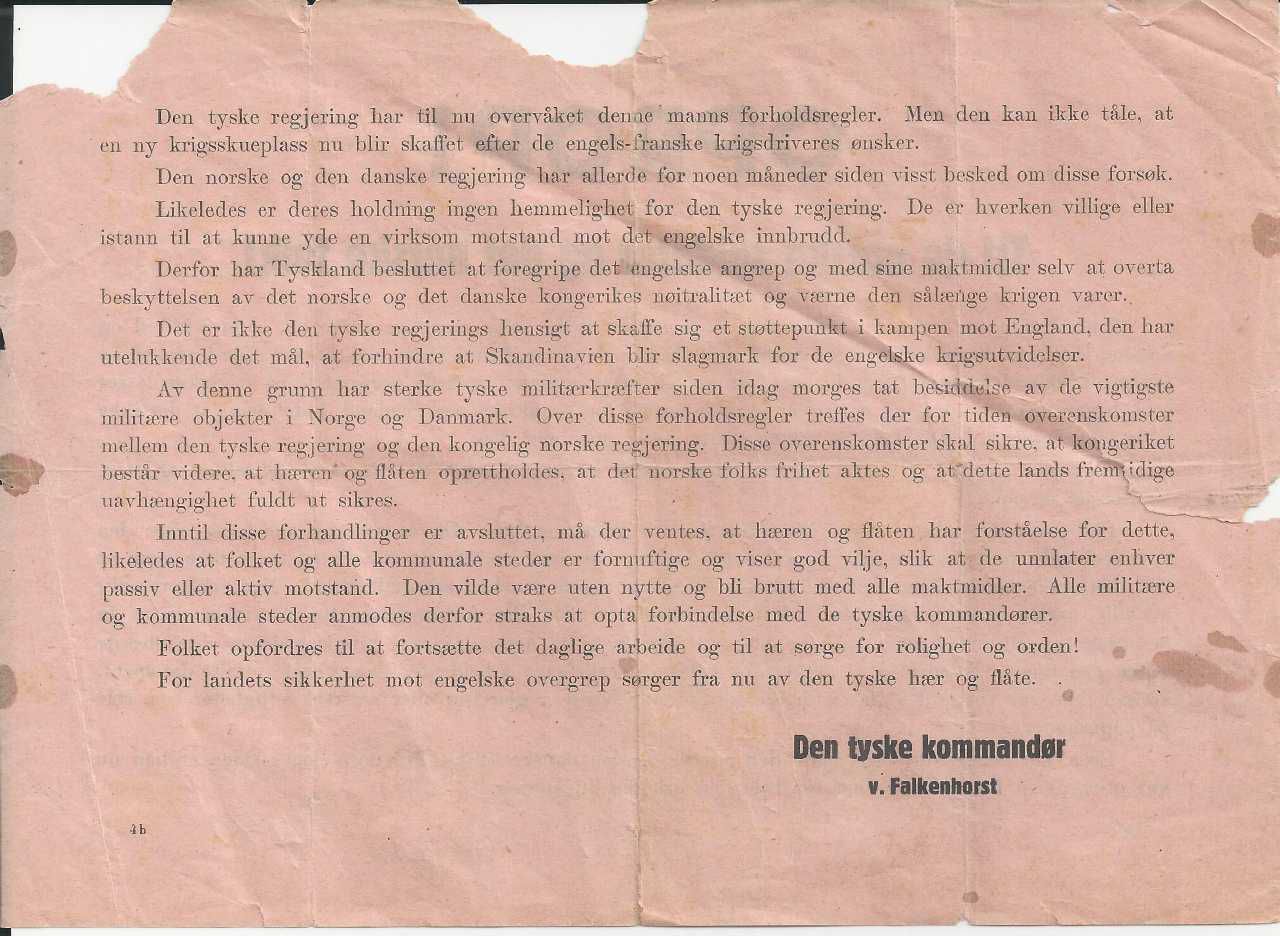 Den tyske regjering har til nu overvåket denne manns forholdsregler. Men den kan ikke tåle, at
en ny krigsskueplass nu blir skaffet efter de engels-franske krigsdriveres ønsker.
Den norske og den danske regjering har allerde for noen måneder siden visst besked om disse forsøk.
Likeledes er deres holdning ingen hemmelighet for den tyske regjering. De er hverken villige eller
istann til at kunne yde en virksom motstand mot det engelske innbrudd.
Derfor har Tyskland besluttet at foregripe det engelske angrep og med sine maktmidler selv at overta
beskyttelsen av det norske og det danske kongerikes nøitralitæt og værne den sålænge krigen varer.
Det er ikke den tyske regjerings hensigt at skaffe sig et støttepunkt i kampen mot England, den har
utelukkende det mål, at forhindre at Skandinavien blir slagmark for de engelske krigsutvidelser.
Av denne grunn har sterke tyske militærkræfter siden idag morges tat besiddelse av de vigtigste
militære objekter i Norge og Danmark. Over disse forholdsregler treffes der for tiden overenskomster
mellem den tyske regjering og den kongelig norske regjering. Disse overenskomster skal sikre, at kongeriket
består videre, at hæren og flåten oprettholdes, at det norske folks frihet aktes og at dette lands fremtidige
uavhængighet fuldt ut sikres.
Inntil disse forhandlinger er avsluttet, må der ventes, at hæren og flåten har forståelse for dette,
likeledes at folket og alle kommunale steder er fornuftige og viser god vilje, slik at de unnlater enhver
passiv eller aktiv motstand. Den vilde være uten nytte og bli brutt med alle maktmidler. Alle militære
og kommunale steder anmodes derfor straks at opta forbindelse med de tyske kommandører.
Folket opfordres til at fortsætte det daglige arbeide og til at sørge for rolighet og orden!
For landets sikkerhet mot engelske overgrep sørger fra nu av den tyske hær og flåte.
Den tyske kommandør
v. Falkenhorst
4b